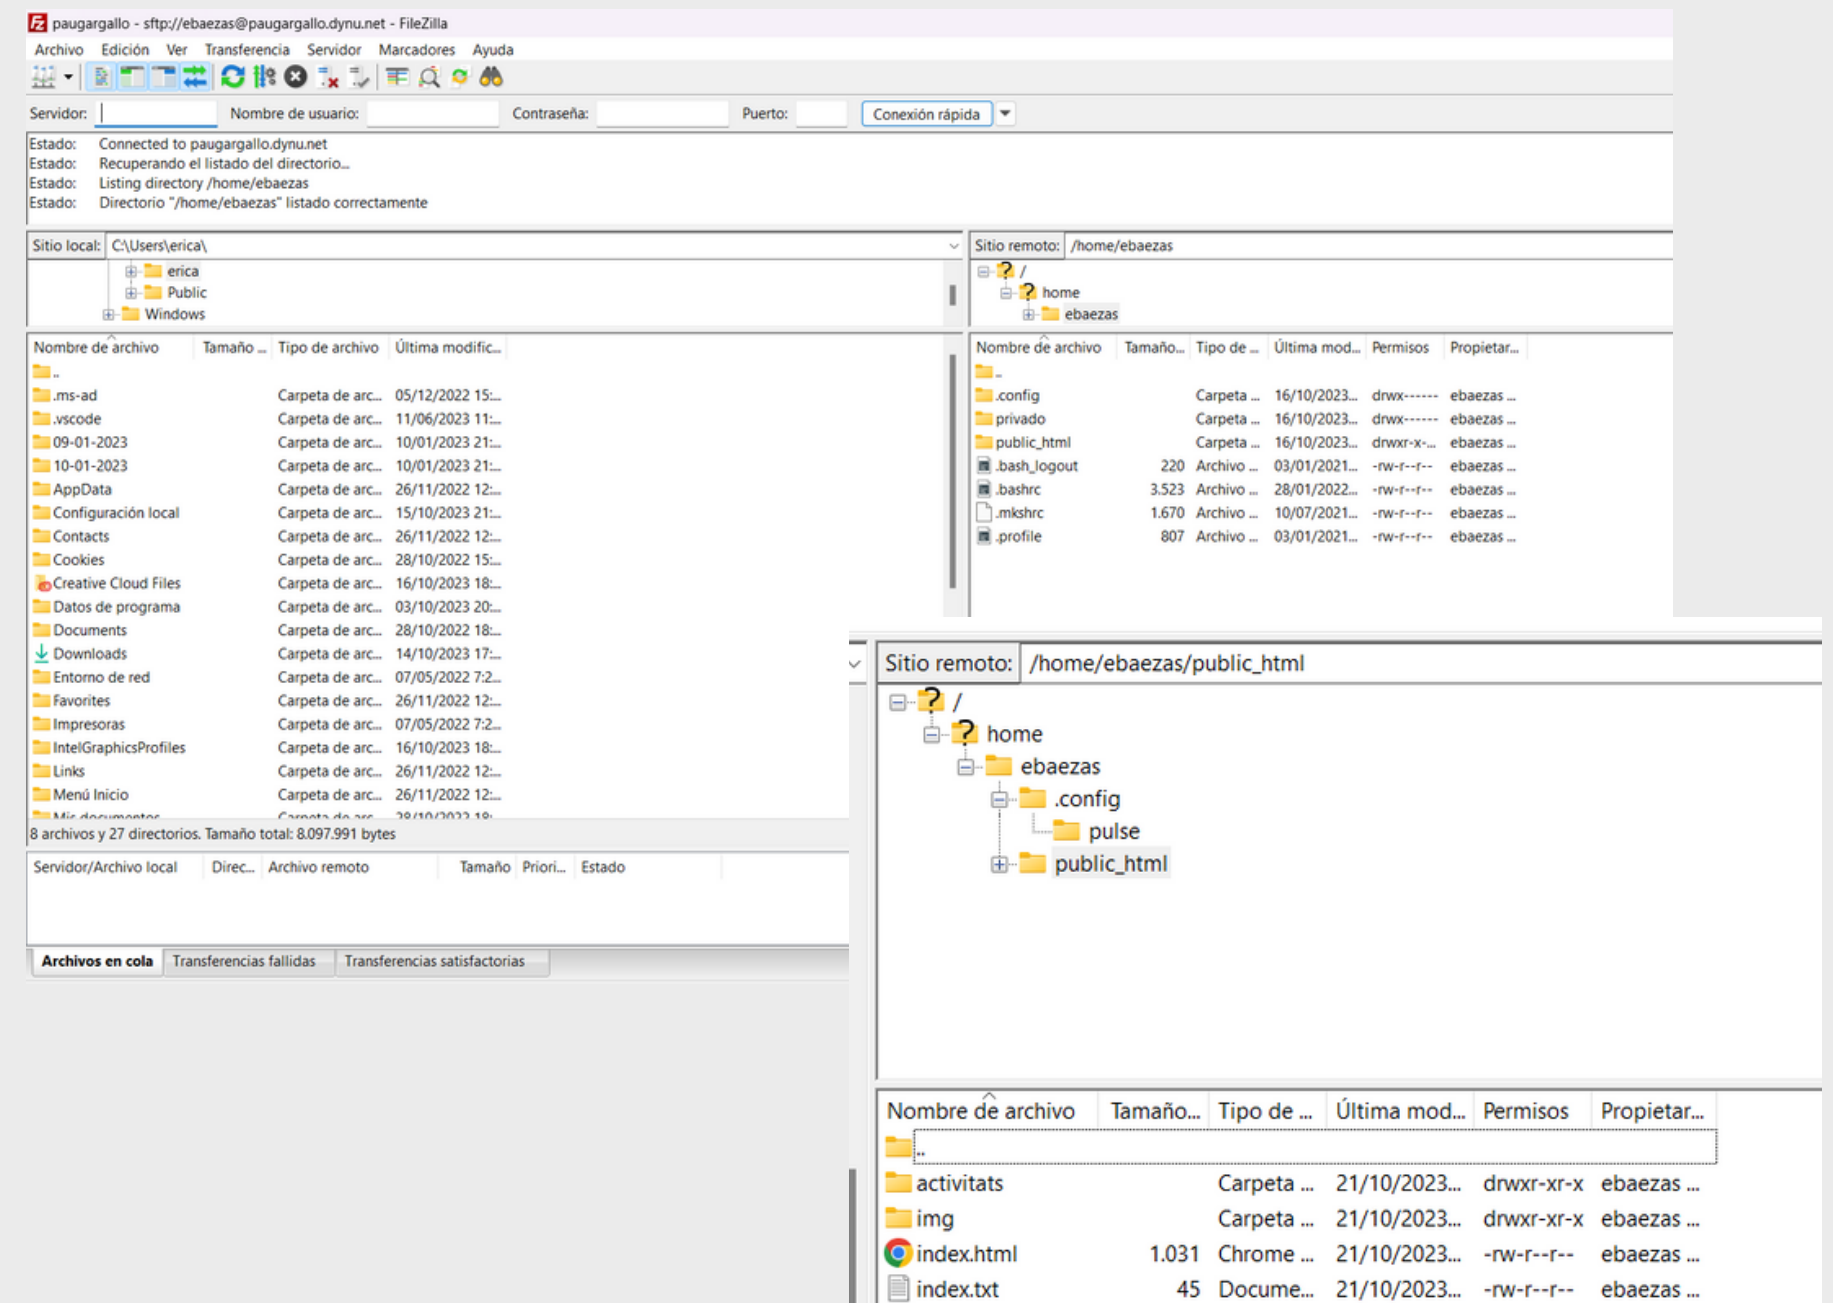 paugargallo - sftp://ebaezas@paugargallo.dynu.net - FileZilla
Archivo Edición Ver Transferencia Servidor Marcadores Ayuda
Servidor: Nombre de usuario: Contraseña: Puerto: Conexión rápida
Estado: Connected to paugargallo.dynu.net
Estado: Recuperando el listado del directorio...
Estado: Listing directory /home/ebaezas
Estado: Directorio "/home/ebaezas" listado correctamente
Sitio local: C:\Users\erica\
erica
Public
Windows
Nombre de archivo Tamaño ... Tipo de archivo Última modific...
..
.ms-ad Carpeta de arc... 05/12/2022 15:...
.vscode Carpeta de arc... 11/06/2023 11:...
09-01-2023 Carpeta de arc... 10/01/2023 21:...
10-01-2023 Carpeta de arc... 10/01/2023 21:...
AppData Carpeta de arc... 26/11/2022 12:...
Configuración local Carpeta de arc... 15/10/2023 21:...
Contacts Carpeta de arc... 26/11/2022 12:...
Cookies Carpeta de arc... 28/10/2022 15:...
Creative Cloud Files Carpeta de arc... 16/10/2023 18:...
Datos de programa Carpeta de arc... 03/10/2023 20:...
Documents Carpeta de arc... 28/10/2022 18:...
Downloads Carpeta de arc... 14/10/2023 17:...
Entorno de red Carpeta de arc... 07/05/2022 7:2...
Favorites Carpeta de arc... 26/11/2022 12:...
Impresoras Carpeta de arc... 07/05/2022 7:2...
IntelGraphicsProfiles Carpeta de arc... 16/10/2023 18:...
Links Carpeta de arc... 26/11/2022 12:...
Menú Inicio Carpeta de arc... 26/11/2022 12:...
Mis documentos Carpeta de arc... 28/10/2022 18:...
8 archivos y 27 directorios. Tamaño total: 8.097.991 bytes
Servidor/Archivo local Direc... Archivo remoto Tamaño Priori... Estado
Archivos en cola Transferencias fallidas Transferencias satisfactorias
Sitio remoto: /home/ebaezas
/
home
ebaezas
Nombre de archivo Tamaño... Tipo de ... Última mod... Permisos Propietar...
..
.config Carpeta ... 16/10/2023... drwx------ ebaezas ...
privado Carpeta ... 16/10/2023... drwx------ ebaezas ...
public_html Carpeta ... 16/10/2023... drwxr-x-... ebaezas ...
.bash_logout 220 Archivo ... 03/01/2021... -rw-r--r-- ebaezas ...
.bashrc 3.523 Archivo ... 28/01/2022... -rw-r--r-- ebaezas ...
.mkshrc 1.670 Archivo ... 10/07/2021... -rw-r--r-- ebaezas ...
.profile 807 Archivo ... 03/01/2021... -rw-r--r-- ebaezas ...
Sitio remoto: /home/ebaezas/public_html
/
home
ebaezas
.config
pulse
public_html
Nombre de archivo Tamaño... Tipo de ... Última mod... Permisos Propietar...
..
activitats Carpeta ... 21/10/2023... drwxr-xr-x ebaezas ...
img Carpeta ... 21/10/2023... drwxr-xr-x ebaezas ...
index.html 1.031 Chrome ... 21/10/2023... -rw-r--r-- ebaezas ...
index.txt 45 Docume... 21/10/2023... -rw-r--r-- ebaezas ...